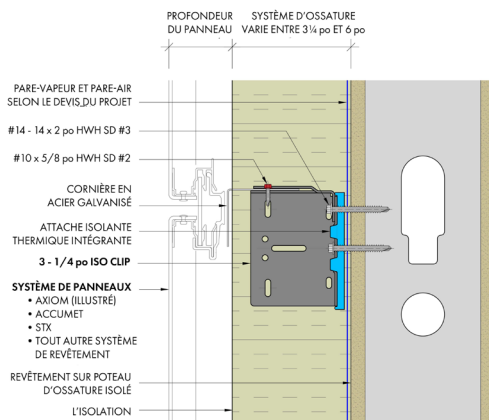 PROFONDEUR
DU PANNEAU
SYSTÈME D'OSSATURE
VARIE ENTRE 3¼ po ET 6 po
PARE-VAPEUR ET PARE-AIR
SELON LE DEVIS DU PROJET
#14 - 14 x 2 po HWH SD #3
#10 x 5/8 po HWH SD #2
CORNIÈRE EN
ACIER GALVANISÉ
ATTACHE ISOLANTE
THERMIQUE INTÉGRANTE
3 - 1/4 po ISO CLIP
SYSTÈME DE PANNEAUX
• AXIOM (ILLUSTRÉ)
• ACCUMET
• STX
• TOUT AUTRE SYSTÈME
DE REVÊTEMENT
REVÊTEMENT SUR POTEAU
D'OSSATURE ISOLÉ
L'ISOLATION